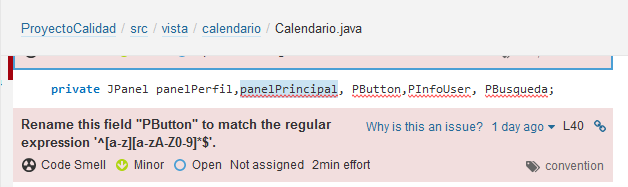 ProyectoCalidad / src / vista / calendario / Calendario.java
private JPanel panelPerfil,panelPrincipal, PButton,PInfoUser, PBusqueda;
Rename this field "PButton" to match the regular Why is this an issue? 1 day ago L40
expression '^[a-z][a-zA-Z0-9]*$'.
Code Smell Minor Open Not assigned 2min effort convention